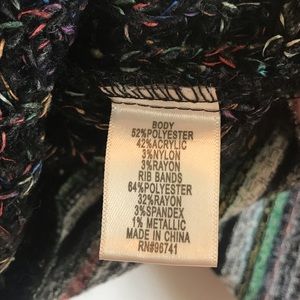 BODY
52%POLYESTER
42%ACRYLIC
3%NYLON
3%RAYON
RIB BANDS
64%POLYESTER
32%RAYON
3%SPANDEX
1% METALLIC
MADE IN CHINA
RN#96741